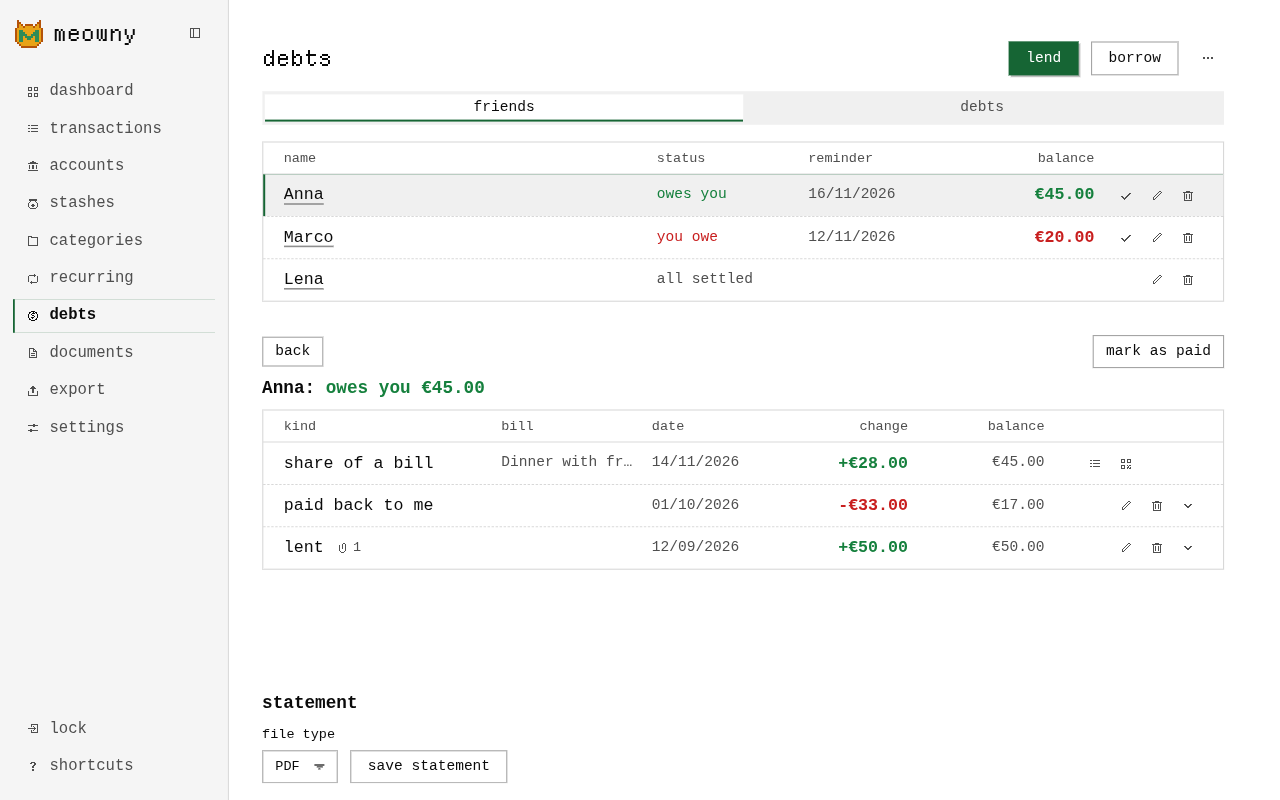 meowny
dashboard
transactions
accounts
stashes
categories
recurring
debts
documents
export
settings
lock
? shortcuts
debts
lend
borrow
...
friends
debts
name status reminder balance
Anna owes you 16/11/2026 €45.00
Marco you owe 12/11/2026 €20.00
Lena all settled
back
mark as paid
Anna: owes you €45.00
kind bill date change balance
share of a bill Dinner with fr… 14/11/2026 +€28.00 €45.00
paid back to me 01/10/2026 -€33.00 €17.00
lent 1 12/09/2026 +€50.00 €50.00
statement
file type
PDF
save statement